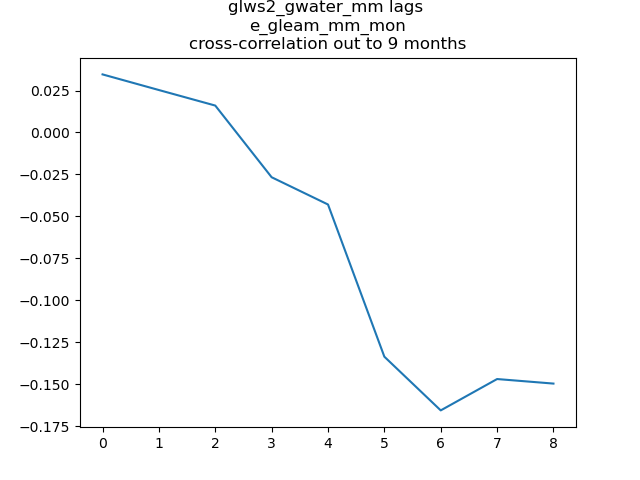 glws2_gwater_mm lags
e_gleam_mm_mon
cross-correlation out to 9 months
0.025
0.000
−0.025
−0.050
−0.075
−0.100
−0.125
−0.150
−0.175
0 1 2 3 4 5 6 7 8